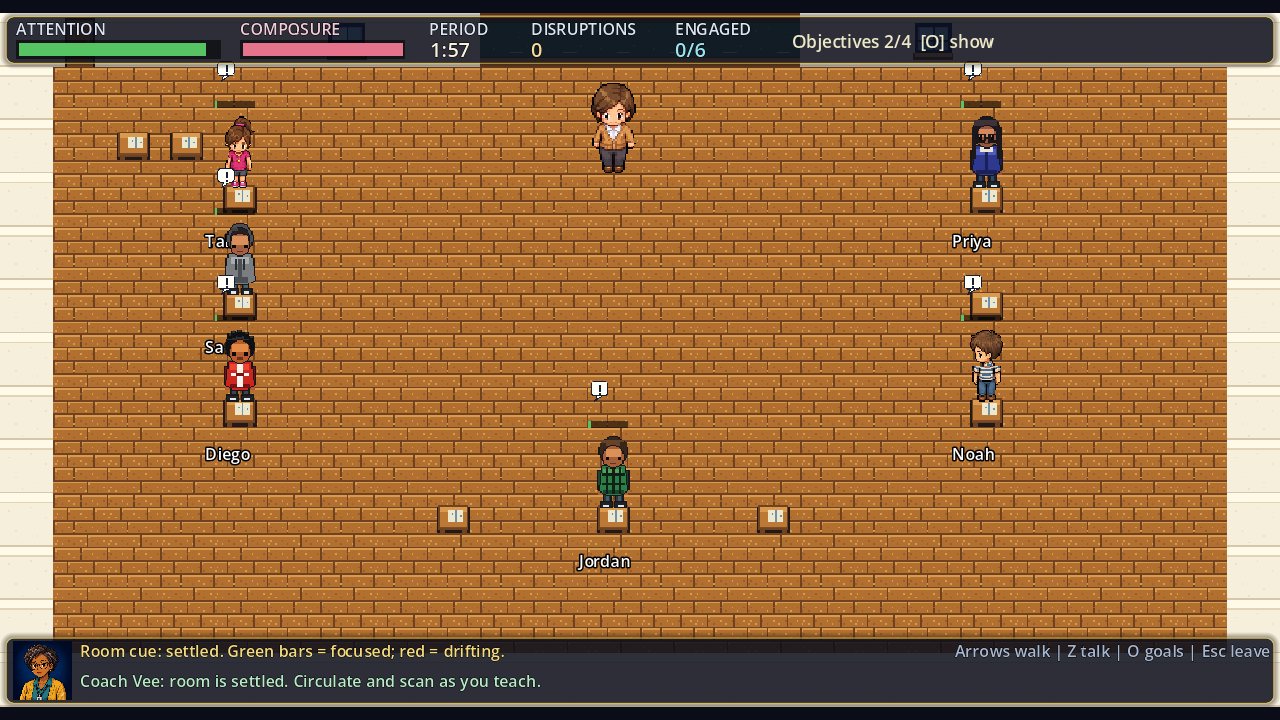 ATTENTION
COMPOSURE
PERIOD
DISRUPTIONS
ENGAGED
1:57
0
0/6
Objectives 2/4 [O] show
Priya
Diego
Noah
Jordan
Room cue: settled. Green bars = focused; red = drifting.
Arrows walk | Z talk | O goals | Esc leave
Coach Vee: room is settled. Circulate and scan as you teach.